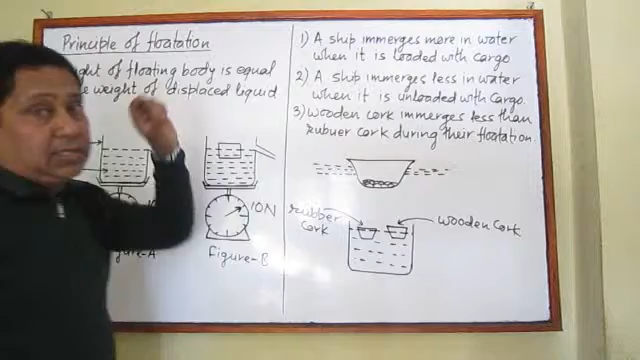 Principle of floatation
ght of floating body is equal
e weight of displaced liquid
10N
Figure-B
gure-A
1) A ship immerges more in water
when it is loaded with cargo
2) A ship immerges less in water
when it is unloaded with cargo.
3) Wooden cork immerges less than
rubber cork during their floatation.
rubber
cork
wooden cork